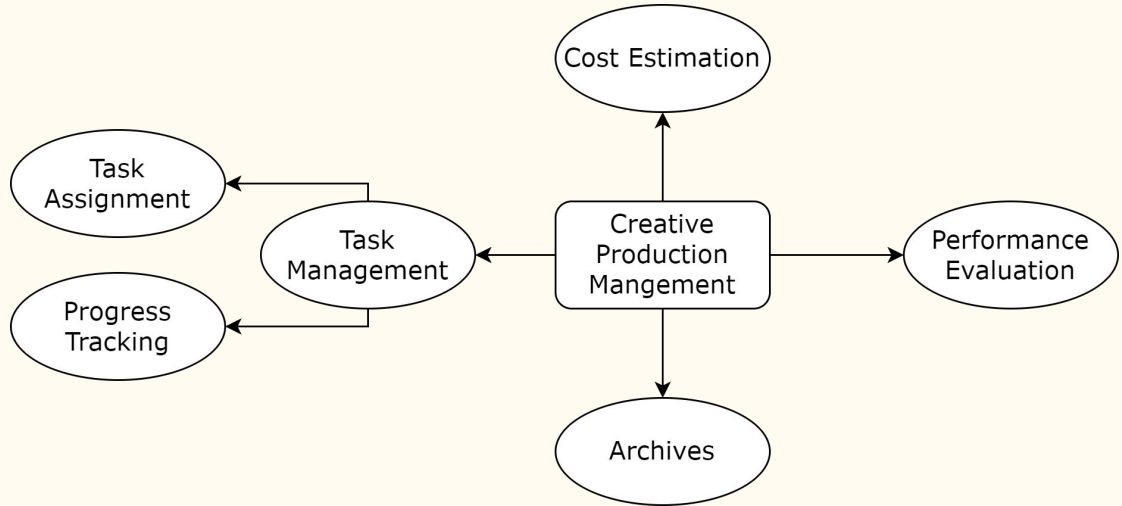 Cost Estimation
Task
Assignment
Task
Management
Creative
Production
Mangement
Performance
Evaluation
Progress
Tracking
Archives